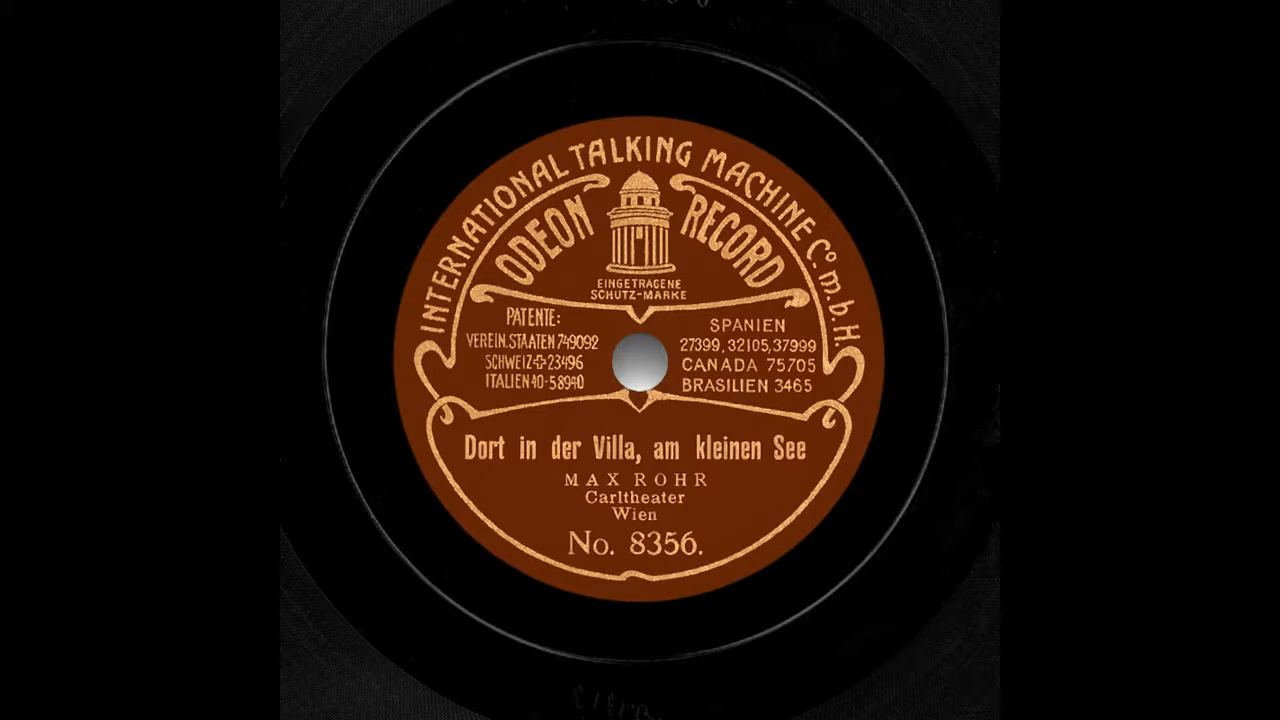 INTERNATIONAL TALKING MACHINE Co. m.b.H.
ODEON RECORD
EINGETRAGENE
SCHUTZ-MARKE
PATENTE:
VEREIN.STAATEN 749092
SCHWEIZ 23496
ITALIEN 40-58940
SPANIEN
27399, 32105, 37999
CANADA 75705
BRASILIEN 3465
Dort in der Villa, am kleinen See
MAX ROHR
Carltheater
Wien
No. 8356.